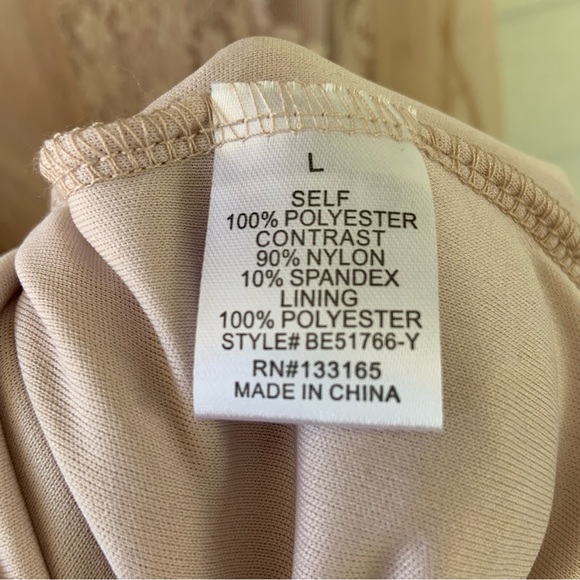 L
SELF
100% POLYESTER
CONTRAST
90% NYLON
10% SPANDEX
LINING
100% POLYESTER
STYLE# BE51766-Y
RN#133165
MADE IN CHINA